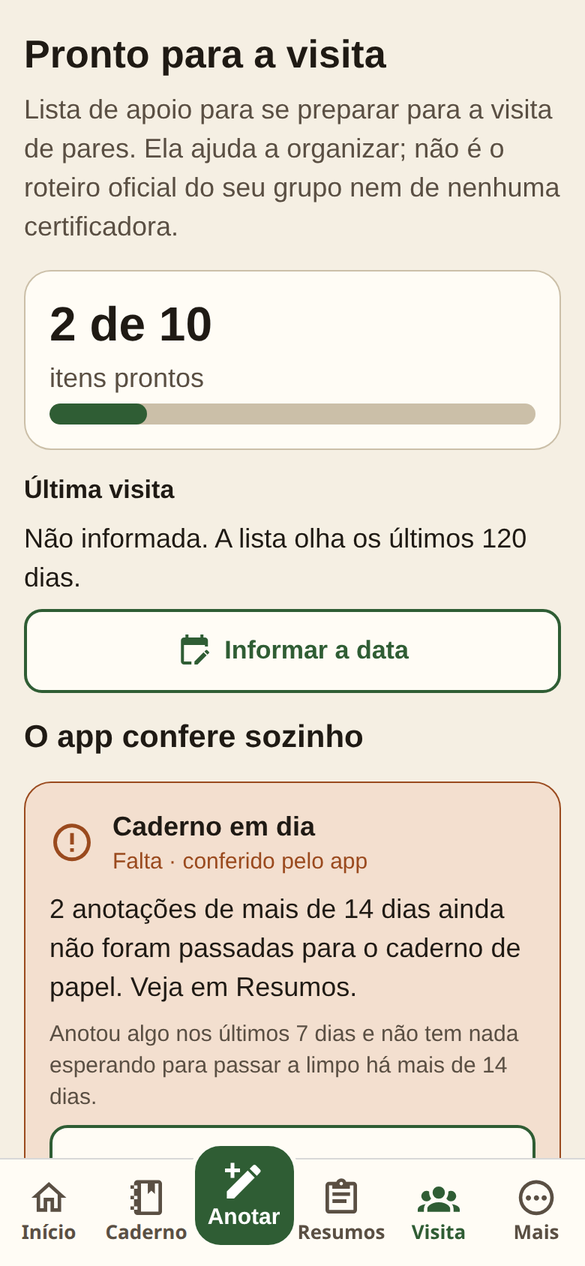 Pronto para a visita
Lista de apoio para se preparar para a visita
de pares. Ela ajuda a organizar; não é o
roteiro oficial do seu grupo nem de nenhuma
certificadora.
2 de 10
itens prontos
Última visita
Não informada. A lista olha os últimos 120
dias.
Informar a data
O app confere sozinho
Caderno em dia
Falta · conferido pelo app
2 anotações de mais de 14 dias ainda
não foram passadas para o caderno de
papel. Veja em Resumos.
Anotou algo nos últimos 7 dias e não tem nada
esperando para passar a limpo há mais de 14
dias.
Início
Caderno
Anotar
Resumos
Visita
Mais